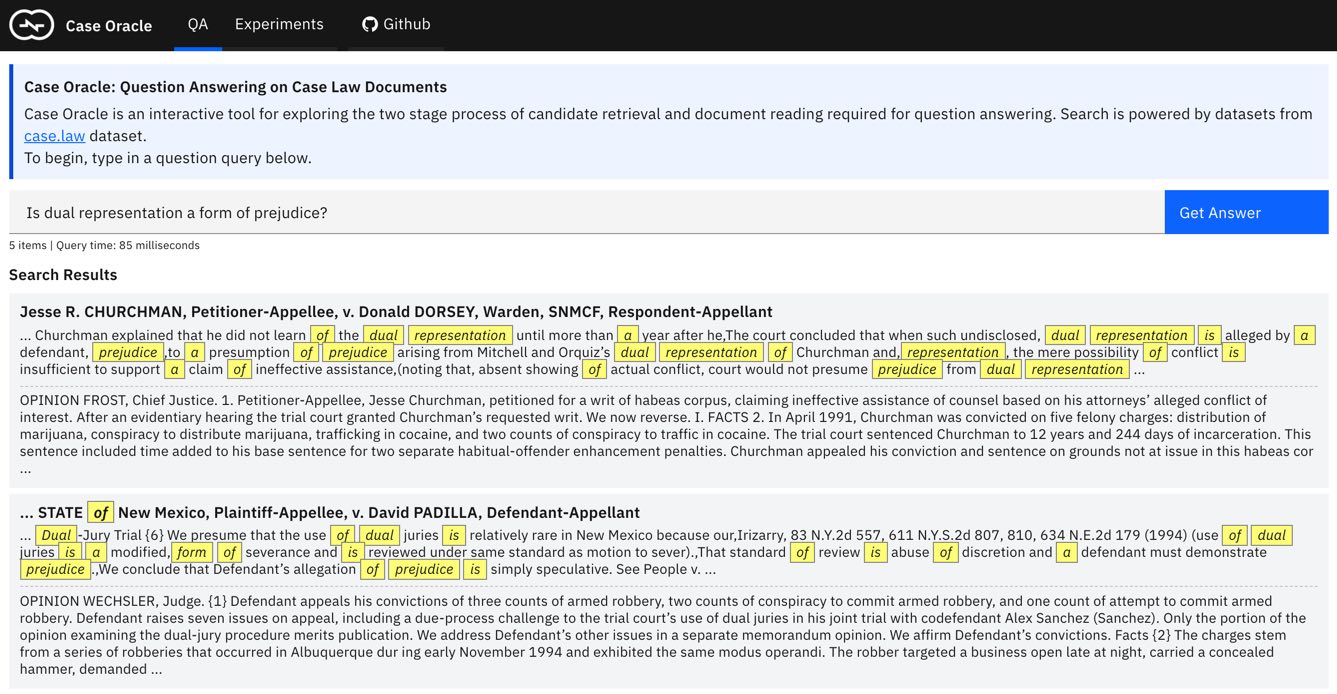 Case Oracle QA Experiments Github
Case Oracle: Question Answering on Case Law Documents
Case Oracle is an interactive tool for exploring the two stage process of candidate retrieval and document reading required for question answering. Search is powered by datasets from
case.law dataset.
To begin, type in a question query below.
Is dual representation a form of prejudice? Get Answer
5 items | Query time: 85 milliseconds
Search Results
Jesse R. CHURCHMAN, Petitioner-Appellee, v. Donald DORSEY, Warden, SNMCF, Respondent-Appellant
... Churchman explained that he did not learn of the dual representation until more than a year after he,The court concluded that when such undisclosed, dual representation is alleged by a
defendant, prejudice ,to a presumption of prejudice arising from Mitchell and Orquiz's dual representation of Churchman and, representation , the mere possibility of conflict is
insufficient to support a claim of ineffective assistance,(noting that, absent showing of actual conflict, court would not presume prejudice from dual representation ...
OPINION FROST, Chief Justice. 1. Petitioner-Appellee, Jesse Churchman, petitioned for a writ of habeas corpus, claiming ineffective assistance of counsel based on his attorneys' alleged conflict of
interest. After an evidentiary hearing the trial court granted Churchman's requested writ. We now reverse. I. FACTS 2. In April 1991, Churchman was convicted on five felony charges: distribution of
marijuana, conspiracy to distribute marijuana, trafficking in cocaine, and two counts of conspiracy to traffic in cocaine. The trial court sentenced Churchman to 12 years and 244 days of incarceration. This
sentence included time added to his base sentence for two separate habitual-offender enhancement penalties. Churchman appealed his conviction and sentence on grounds not at issue in this habeas cor
...
... STATE of New Mexico, Plaintiff-Appellee, v. David PADILLA, Defendant-Appellant
... Dual -Jury Trial {6} We presume that the use of dual juries is relatively rare in New Mexico because our,Irizarry, 83 N.Y.2d 557, 611 N.Y.S.2d 807, 810, 634 N.E.2d 179 (1994) (use of dual
juries is a modified, form of severance and is reviewed under same standard as motion to sever).,That standard of review is abuse of discretion and a defendant must demonstrate
prejudice .,We conclude that Defendant's allegation of prejudice is simply speculative. See People v. ...
OPINION WECHSLER, Judge. {1} Defendant appeals his convictions of three counts of armed robbery, two counts of conspiracy to commit armed robbery, and one count of attempt to commit armed
robbery. Defendant raises seven issues on appeal, including a due-process challenge to the trial court's use of dual juries in his joint trial with codefendant Alex Sanchez (Sanchez). Only the portion of the
opinion examining the dual-jury procedure merits publication. We address Defendant's other issues in a separate memorandum opinion. We affirm Defendant's convictions. Facts {2} The charges stem
from a series of robberies that occurred in Albuquerque dur ing early November 1994 and exhibited the same modus operandi. The robber targeted a business open late at night, carried a concealed
hammer, demanded ...